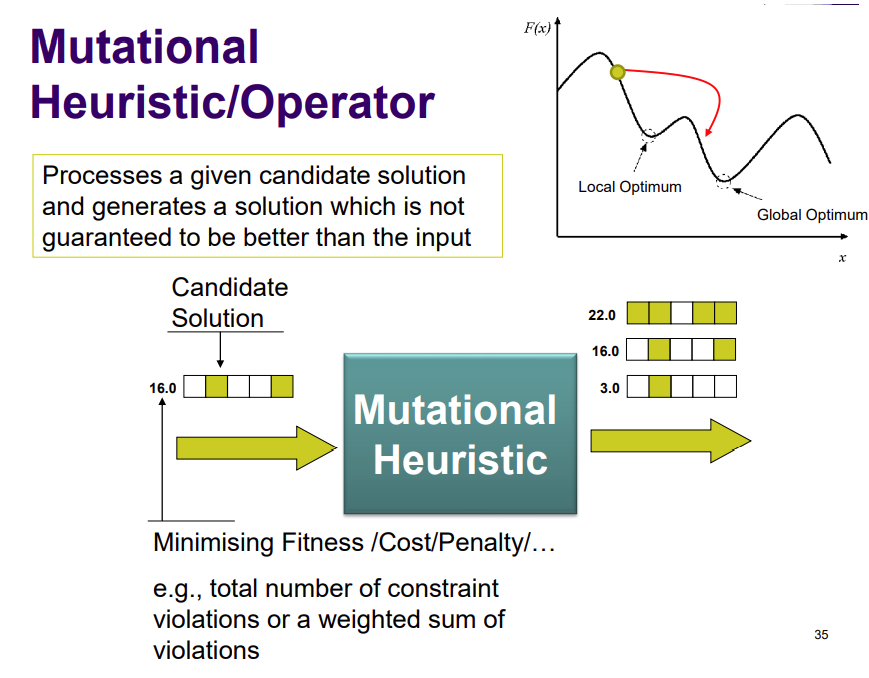 Mutational
Heuristic/Operator
F(x)
Local Optimum
Global Optimum
x
Processes a given candidate solution
and generates a solution which is not
guaranteed to be better than the input
Candidate
Solution
16.0
Mutational
Heuristic
22.0
16.0
3.0
Minimising Fitness /Cost/Penalty/…
e.g., total number of constraint
violations or a weighted sum of
violations
35